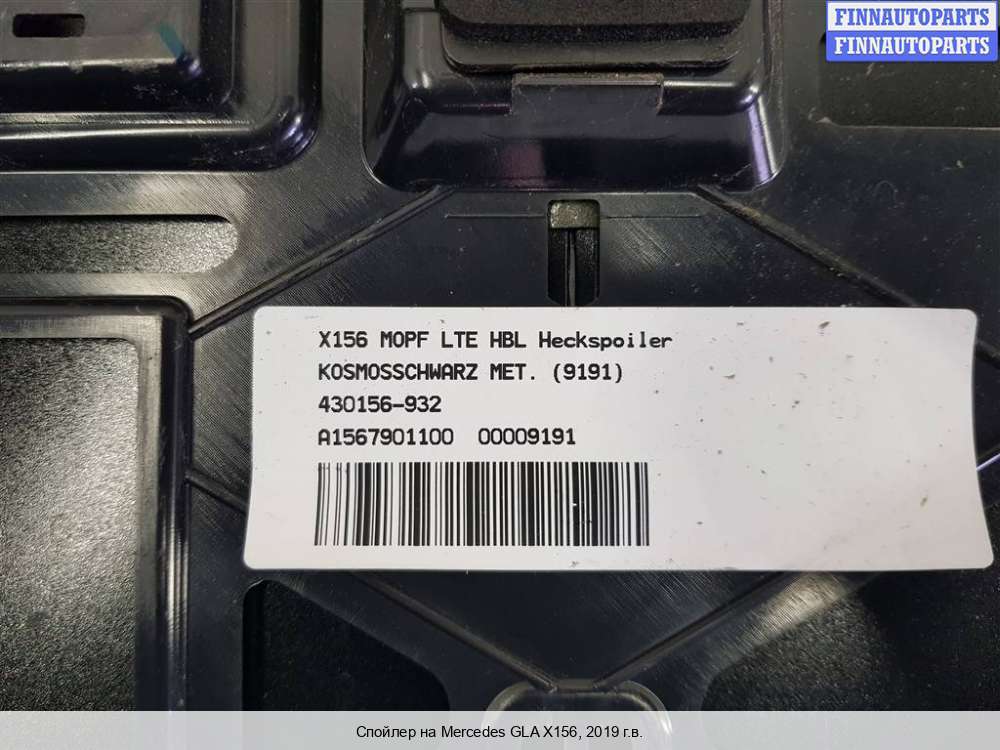 FINNAUTOPARTS
FINNAUTOPARTS
X156 MOPF LTE HBL Heckspoiler
KOSMOSSCHWARZ MET. (9191)
430156-932
A1567901100 00009191
Спойлер на Mercedes GLA X156, 2019 г.в.